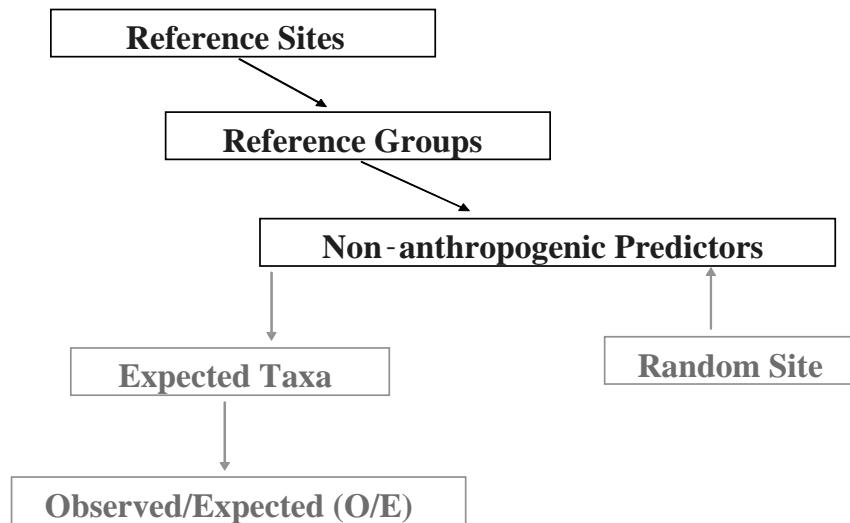 Reference Sites
Reference Groups
Non-anthropogenic Predictors
Expected Taxa
Random Site
Observed/Expected (O/E)